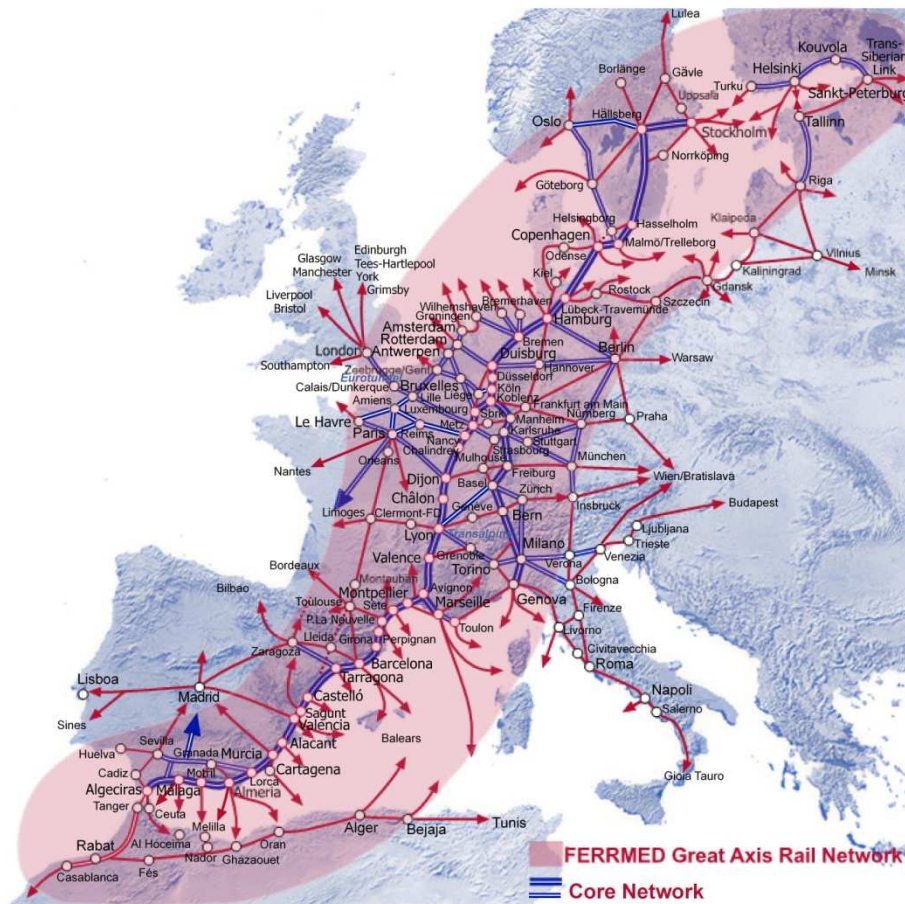 Lulea
Kouvola
Trans-
Siberian
Link
Helsinki
Borlänge
Gävle
Turku
Sankt-Peterburg
Uppsala
Oslo
Hällsberg
Stockholm
Tallinn
Norrköping
Göteborg
Riga
Helsingborg
Hasselholm
Klaipeda
Copenhagen
Malmö/Trelleborg
Odense
Vilnius
Edinburgh
Glasgow
Tees-Hartlepool
Manchester
York
Grimsby
Kiel
Kaliningrad
Minsk
Gdansk
Rostock
Liverpool
Bristol
Wilhemshaven
Bremerhaven
Szczecin
Groningen
Lübeck-Travemünde
Hamburg
Amsterdam
Rotterdam
Bremen
London
Antwerpen
Duisburg
Berlin
Southampton
Zeebrugge/Gent
Hannover
Warsaw
Eurotunnel
Düsseldorf
Calais/Dunkerque
Bruxelles
Köln
Lille
Liège
Koblenz
Amiens
Luxembourg
Frankfurt am Main
Le Havre
Sbrk
Manheim
Nürnberg
Praha
Paris
Reims
Metz
Karlsruhe
Nancy
Stuttgart
Chalindrey
Strasbourg
Orleans
Mulhouse
München
Nantes
Dijon
Freiburg
Basel
Wien/Bratislava
Châlon
Zürich
Insbruck
Budapest
Limoges
Clermont-FD
Genève
Bern
Ljubljana
Lyon
Transalpine
Milano
Trieste
Valence
Grenoble
Verona
Venezia
Bordeaux
Torino
Montauban
Avignon
Bologna
Bilbao
Toulouse
Montpellier
Genova
Sète
Marseille
Firenze
P.La Nouvelle
Toulon
Livorno
Lleida
Girona
Perpignan
Zaragoza
Civitavecchia
Barcelona
Roma
Lisboa
Tarragona
Madrid
Castelló
Napoli
Sines
Sagunt
Salerno
València
Balears
Sevilla
Alacant
Huelva
Granada
Murcia
Cartagena
Gioia Tauro
Cadiz
Motril
Lorca
Algeciras
Málaga
Almeria
Tanger
Ceuta
Melilla
Alger
Bejaja
Tunis
Al Hoceima
Oran
Rabat
Nador
Ghazaouet
Fés
Casablanca
FERRMED Great Axis Rail Network
Core Network